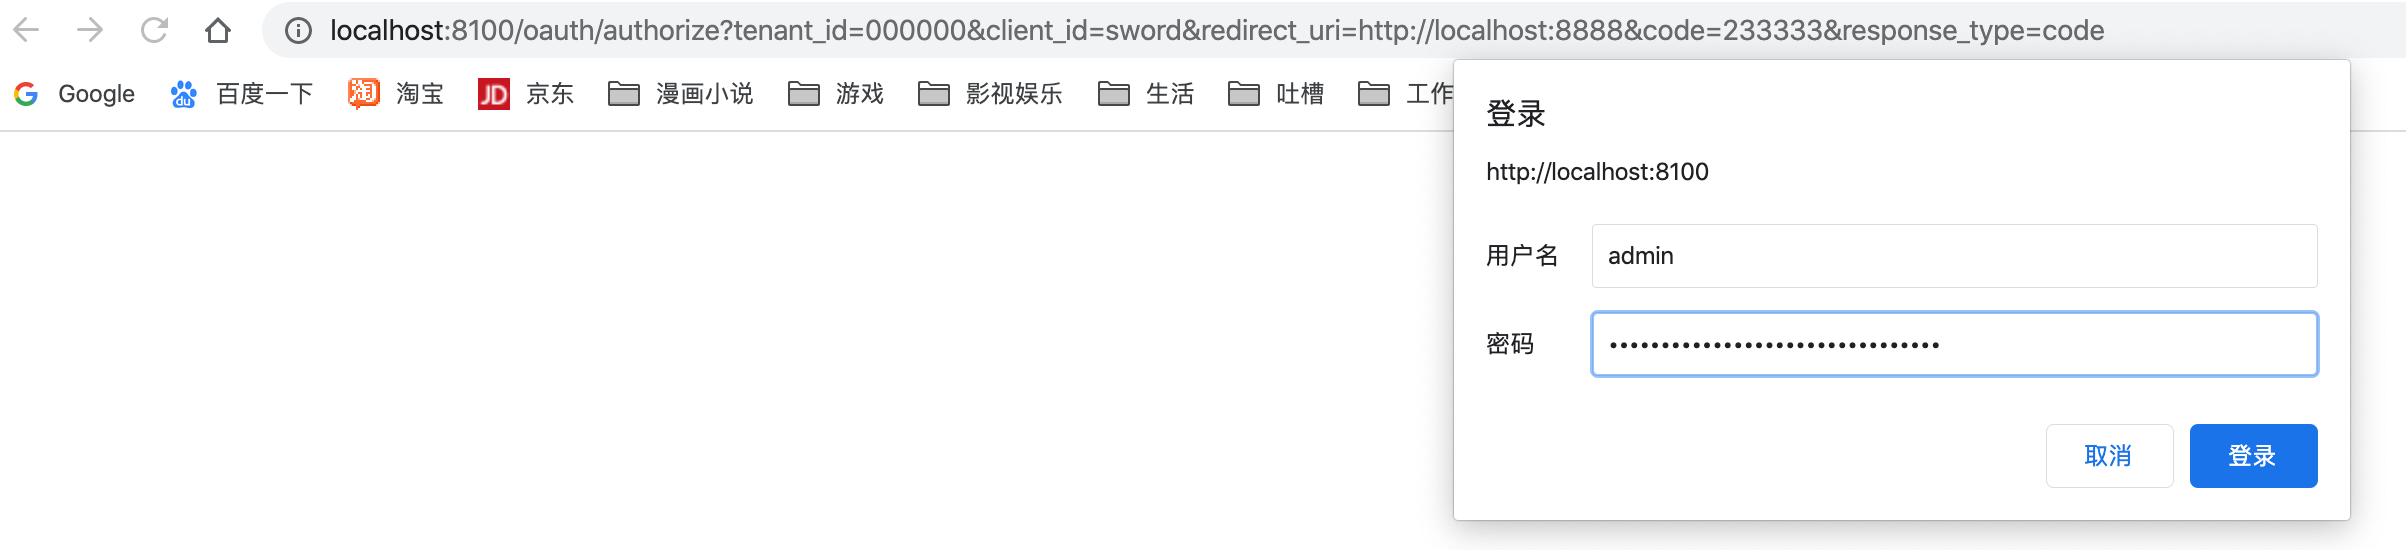 localhost:8100/oauth/authorize?tenant_id=000000&client_id=sword&redirect_uri=http://localhost:8888&code=233333&response_type=code
Google 百度一下 淘 淘宝 JD 京东 漫画小说 游戏 影视娱乐 生活 吐槽 工作
登录
http://localhost:8100
用户名 admin
密码 ••••••••••••••••••••••••••••••••
取消 登录